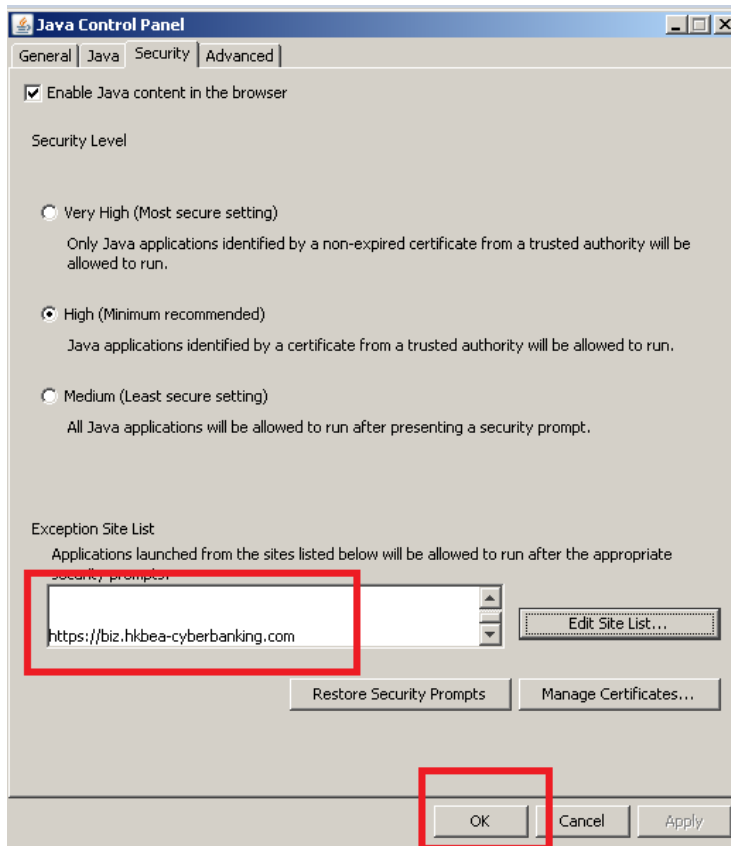 Java Control Panel
General Java Security Advanced
Enable Java content in the browser
Security Level
Very High (Most secure setting)
Only Java applications identified by a non-expired certificate from a trusted authority will be
allowed to run.
High (Minimum recommended)
Java applications identified by a certificate from a trusted authority will be allowed to run.
Medium (Least secure setting)
All Java applications will be allowed to run after presenting a security prompt.
Exception Site List
Applications launched from the sites listed below will be allowed to run after the appropriate
security prompts.
https://biz.hkbea-cyberbanking.com
Edit Site List...
Restore Security Prompts Manage Certificates...
OK Cancel Apply